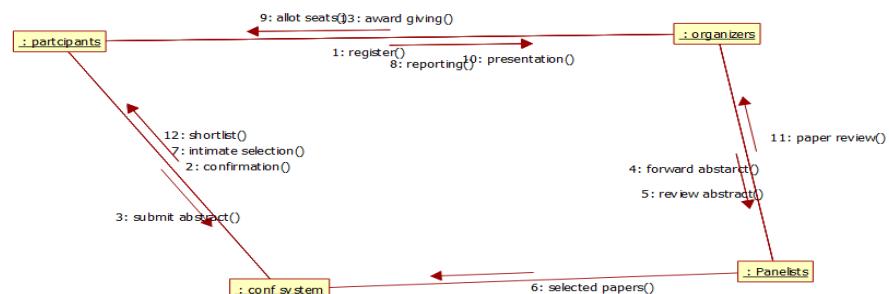 9: allot seats()
13: award giving()
: partcipants
: organizers
1: register()
8: reporting()
10: presentation()
12: shortlist()
7: intimate selection()
2: confirmation()
11: paper review()
4: forward abstarct()
5: review abstract()
3: submit abstract()
: Panelists
: conf system
6: selected papers()